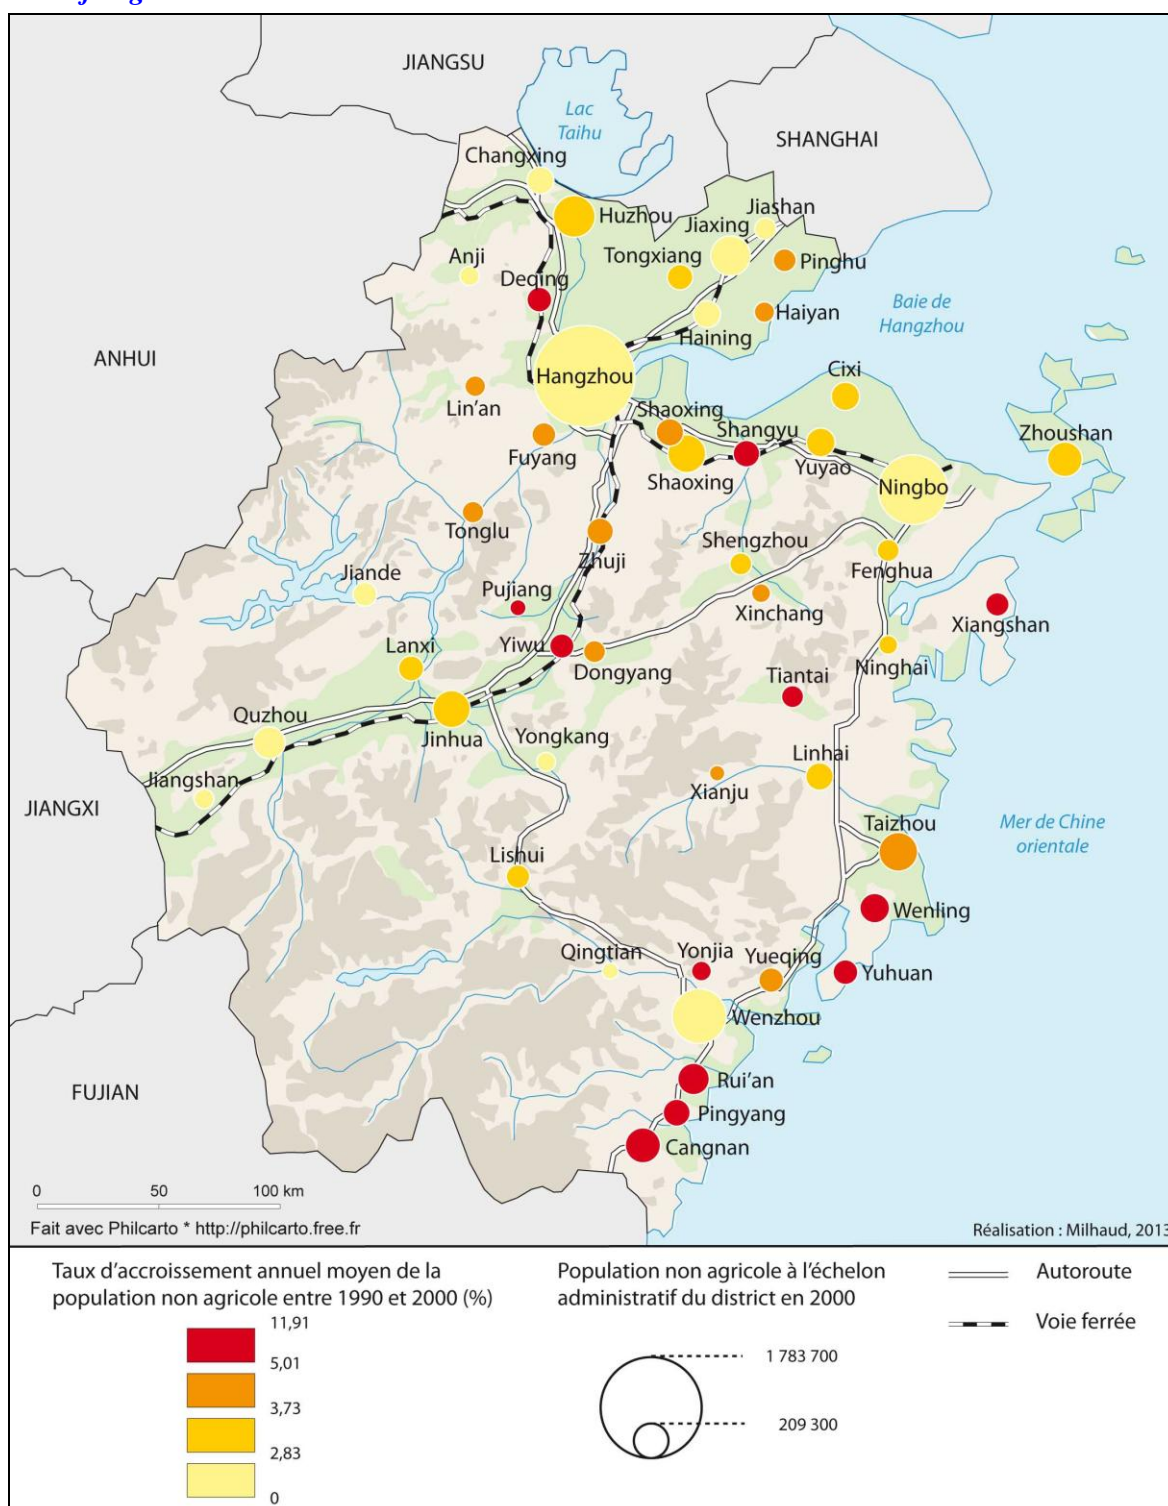 JIANGSU
Lac
Taihu
SHANGHAI
Changxing
Huzhou
Jiashan
Jiaxing
Tongxiang
Pinghu
Anji
Deqing
Haiyan
Haining
Baie de
Hangzhou
ANHUI
Hangzhou
Cixi
Lin'an
Shaoxing
Shangyu
Zhoushan
Fuyang
Yuyao
Shaoxing
Ningbo
Tonglu
Zhuji
Shengzhou
Fenghua
Jiande
Pujiang
Xinchang
Xiangshan
Lanxi
Yiwu
Dongyang
Ninghai
Tiantai
Quzhou
Jinhua
Yongkang
Linhai
Jiangshan
Xianju
JIANGXI
Taizhou
Mer de Chine
orientale
Lishui
Wenling
Qingtian
Yonjia
Yueqing
Yuhuan
Wenzhou
Rui'an
FUJIAN
Pingyang
Cangnan
0 50 100 km
Fait avec Philcarto * http://philcarto.free.fr
Réalisation : Milhaud, 2013
Taux d'accroissement annuel moyen de la
population non agricole entre 1990 et 2000 (%)
11,91
5,01
3,73
2,83
0
Population non agricole à l'échelon
administratif du district en 2000
1 783 700
209 300
Autoroute
Voie ferrée